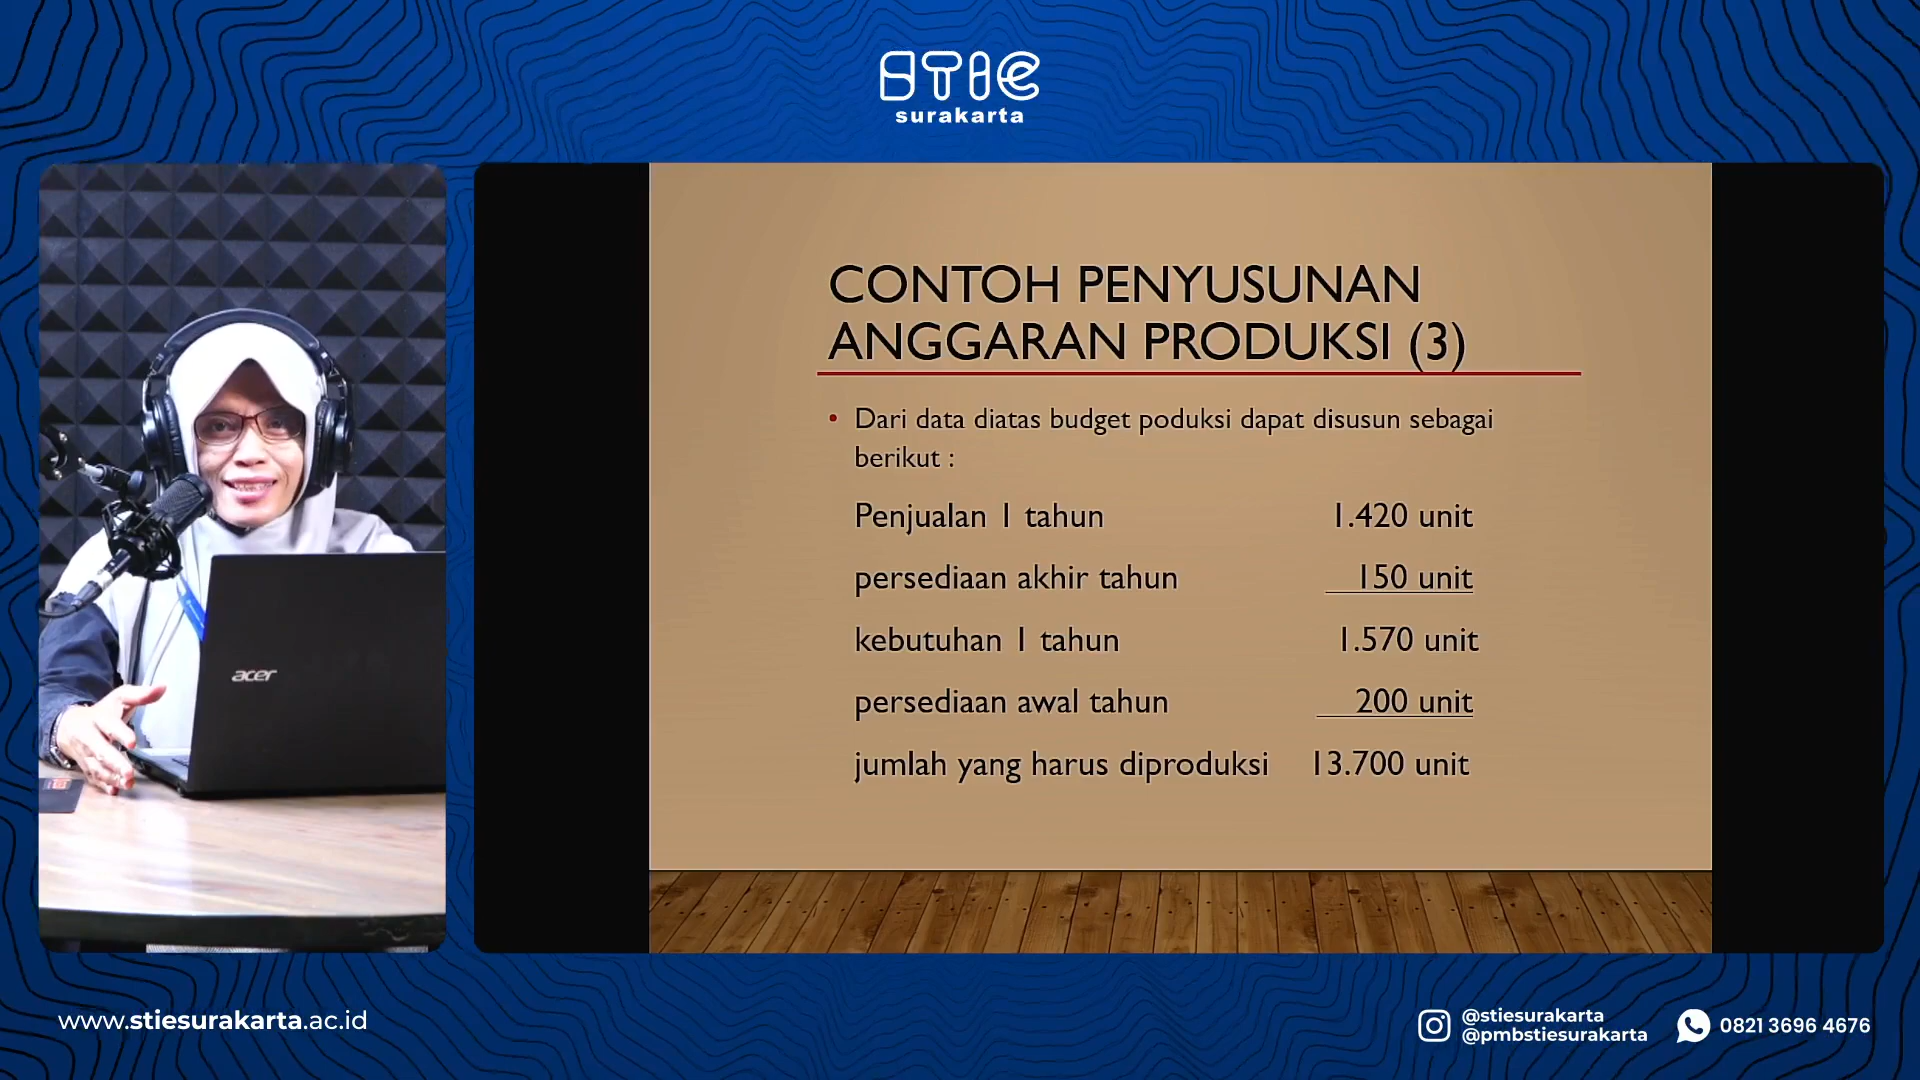 STIE
surakarta
CONTOH PENYUSUNAN
ANGGARAN PRODUKSI (3)
• Dari data diatas budget poduksi dapat disusun sebagai
berikut :
Penjualan 1 tahun 1.420 unit
persediaan akhir tahun 150 unit
kebutuhan 1 tahun 1.570 unit
persediaan awal tahun 200 unit
jumlah yang harus diproduksi 13.700 unit
acer
www.stiesurakarta.ac.id
@stiesurakarta
@pmbstiesurakarta
0821 3696 4676